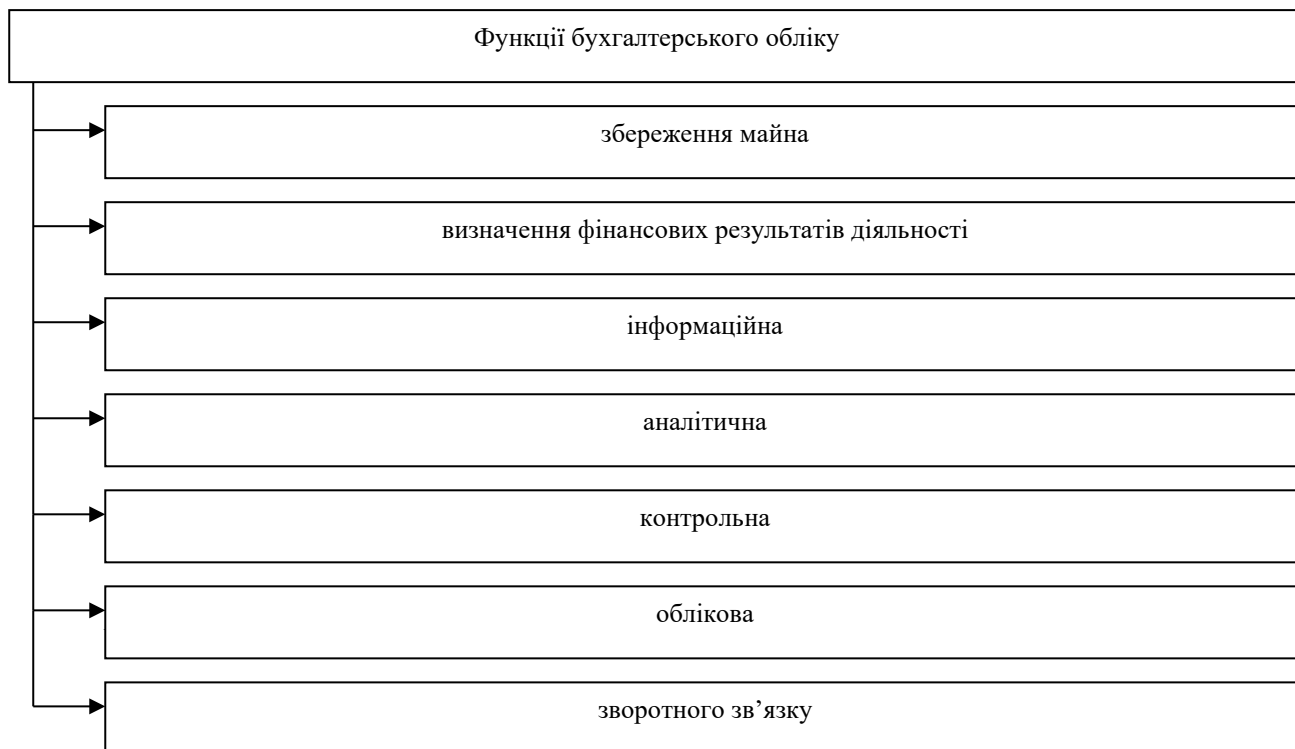 Функції бухгалтерського обліку
збереження майна
визначення фінансових результатів діяльності
інформаційна
аналітична
контрольна
облікова
зворотного зв’язку